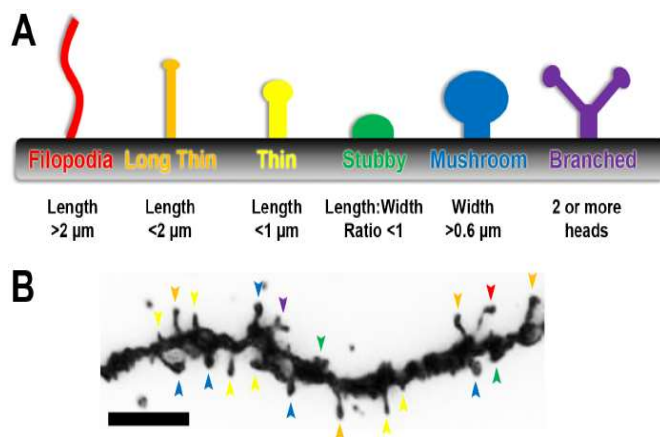 A
Filopodia Long Thin Thin Stubby Mushroom Branched
Length Length Length Length:Width Width 2 or more
>2 µm <2 µm <1 µm Ratio <1 >0.6 µm heads
B